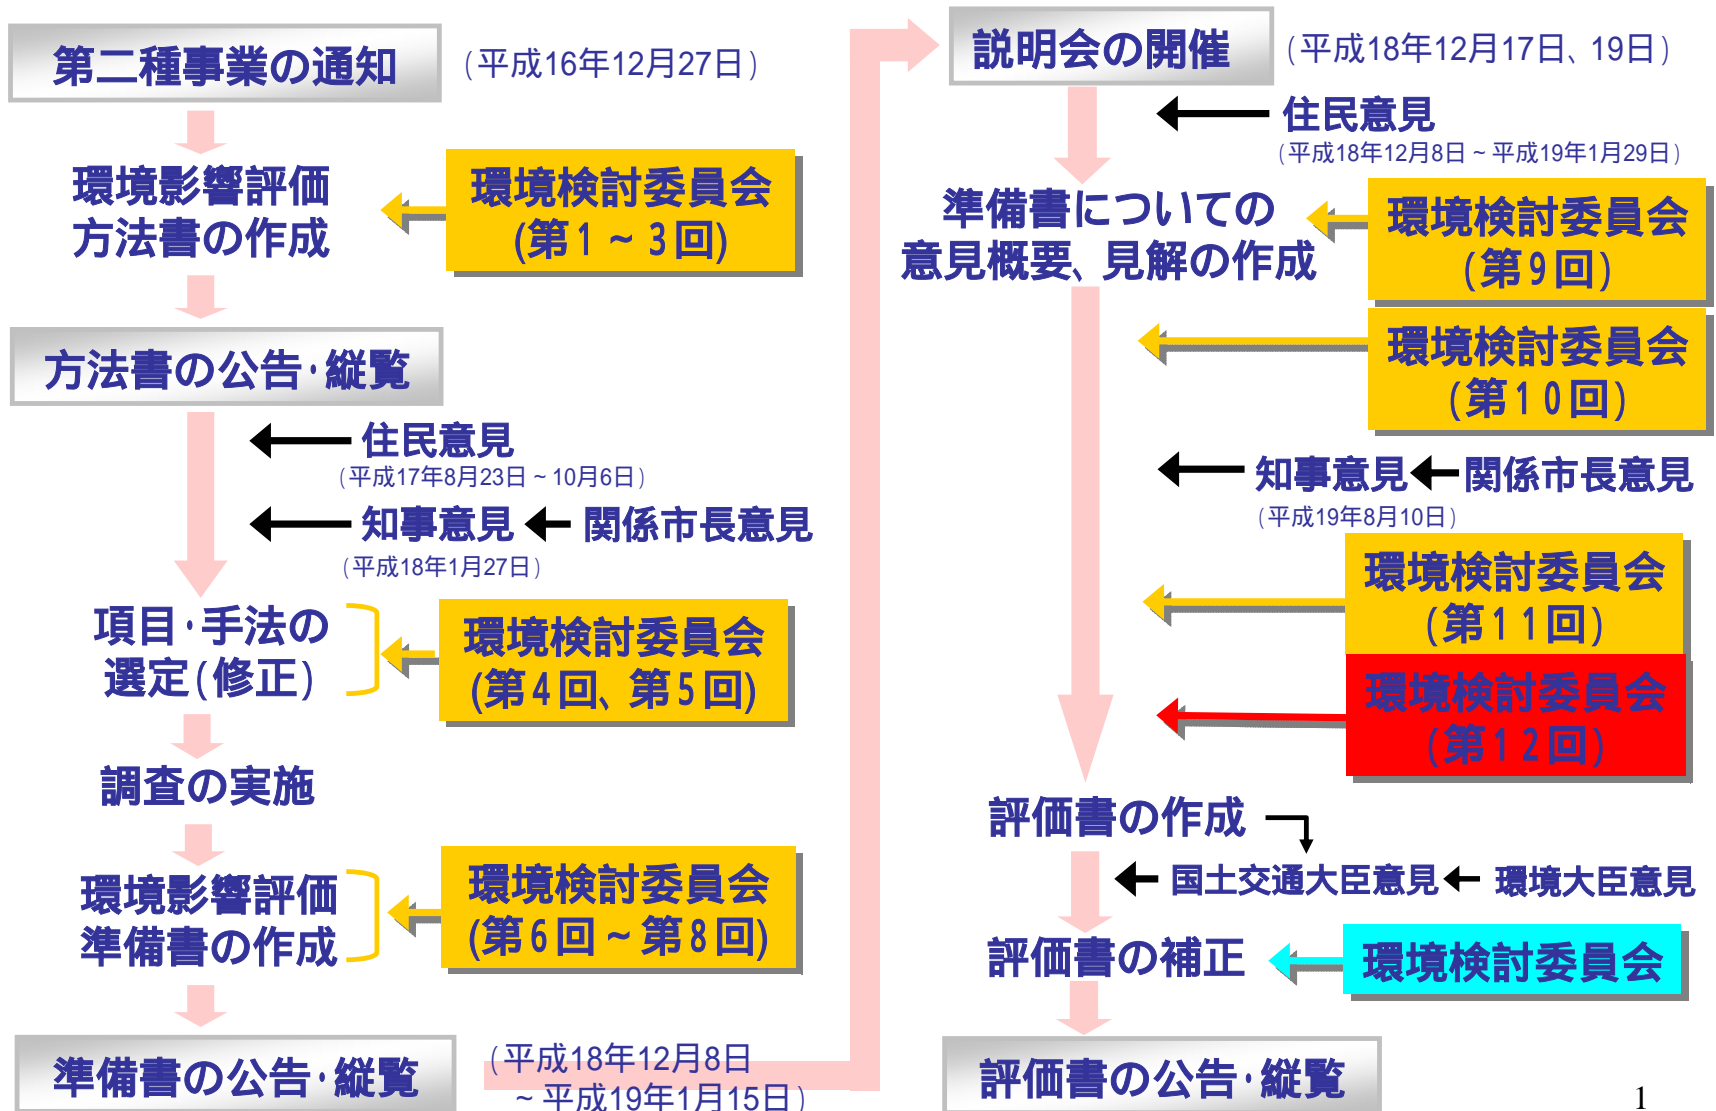 第二種事業の通知
(平成16年12月27日)
環境影響評価
方法書の作成
環境検討委員会
(第1~3回)
方法書の公告・縦覧
住民意見
(平成17年8月23日~10月6日)
知事意見
関係市長意見
(平成18年1月27日)
項目・手法の
選定(修正)
環境検討委員会
(第4回、第5回)
調査の実施
環境影響評価
準備書の作成
環境検討委員会
(第6回~第8回)
準備書の公告・縦覧
(平成18年12月8日
~平成19年1月15日)
説明会の開催
(平成18年12月17日、19日)
住民意見
(平成18年12月8日~平成19年1月29日)
準備書についての
意見概要、見解の作成
環境検討委員会
(第9回)
環境検討委員会
(第10回)
知事意見
関係市長意見
(平成19年8月10日)
環境検討委員会
(第11回)
環境検討委員会
(第12回)
評価書の作成
国土交通大臣意見
環境大臣意見
評価書の補正
環境検討委員会
評価書の公告・縦覧
1